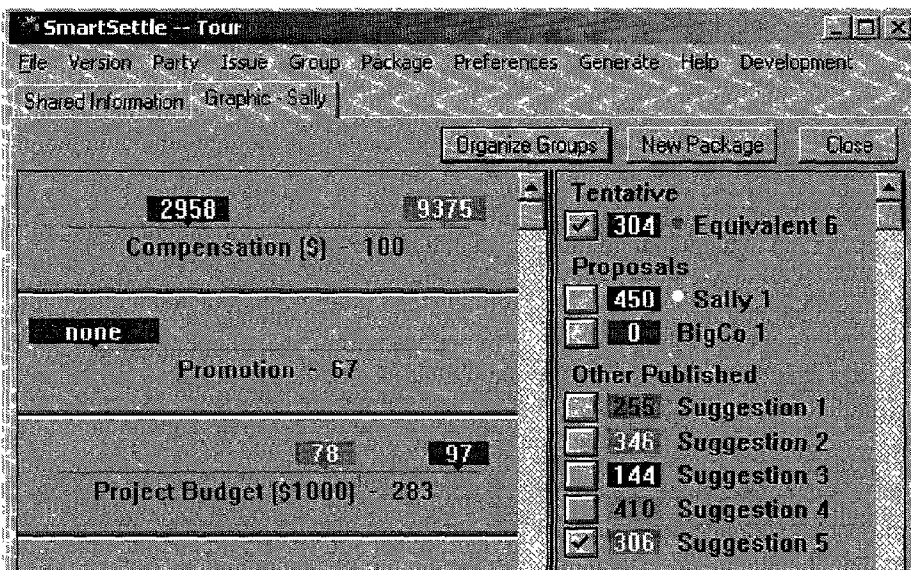 SmartSettle -- Tour
File Version Party Issue Group Package Preferences Generate Help Development
Shared Information Graphic - Sally
Organize Groups New Package Close
2958 9375
Compensation ($) - 100
none
Promotion - 67
78 97
Project Budget ($1000) - 283
Tentative
304 Equivalent 6
Proposals
450 Sally 1
0 BigCo 1
Other Published
255 Suggestion 1
346 Suggestion 2
144 Suggestion 3
410 Suggestion 4
306 Suggestion 5